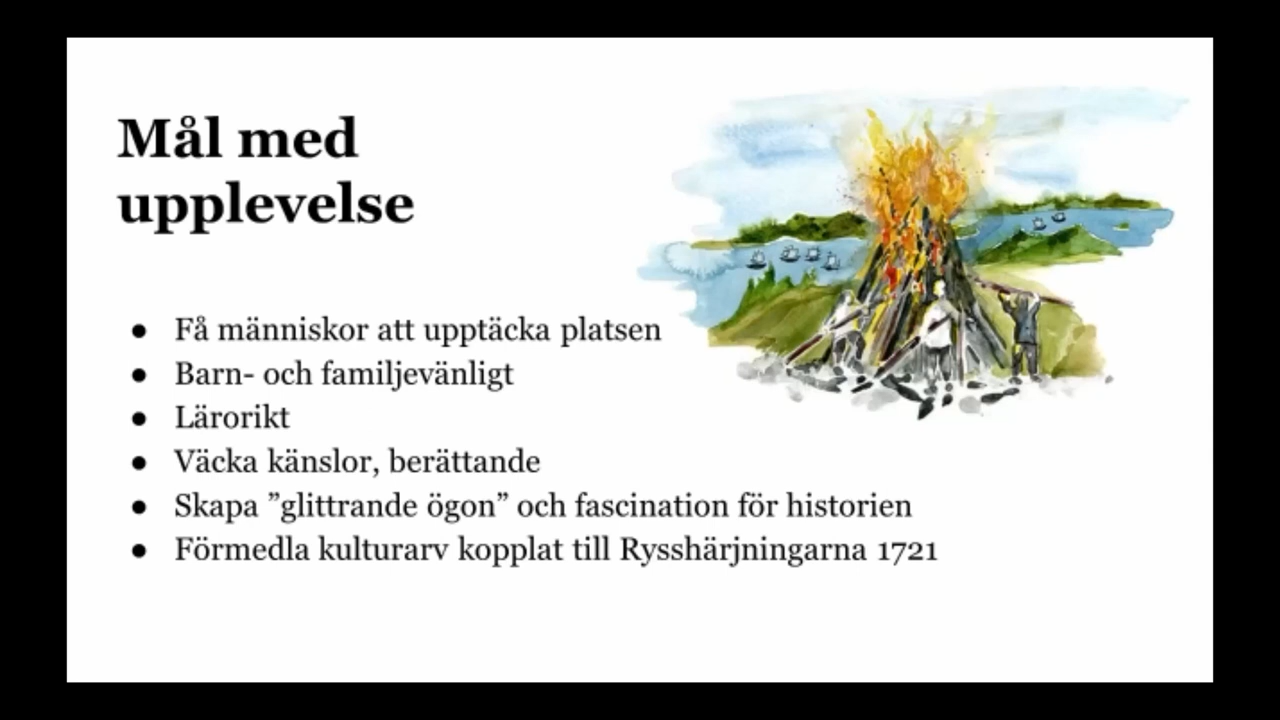 Mål med
upplevelse
● Få människor att upptäcka platsen
● Barn- och familjevänligt
● Lärorikt
● Väcka känslor, berättande
● Skapa ”glittrande ögon” och fascination för historien
● Förmedla kulturarv kopplat till Rysshärjningarna 1721